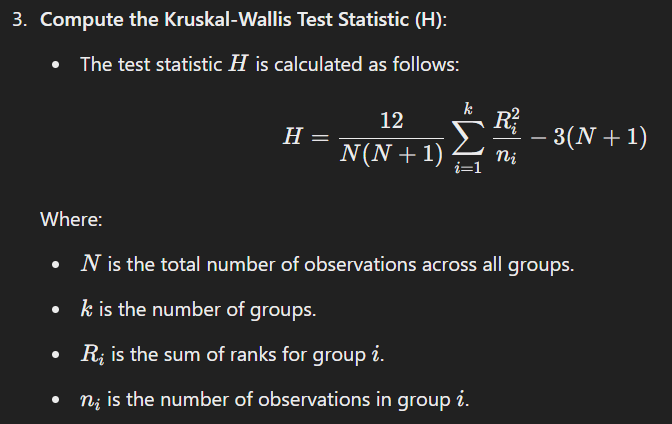 3. Compute the Kruskal-Wallis Test Statistic (H):
• The test statistic H is calculated as follows:
H = \frac{12}{N(N + 1)} \sum_{i=1}^{k} \frac{R_i^2}{n_i} − 3(N + 1)
Where:
• N is the total number of observations across all groups.
• k is the number of groups.
• R_i is the sum of ranks for group i.
• n_i is the number of observations in group i.